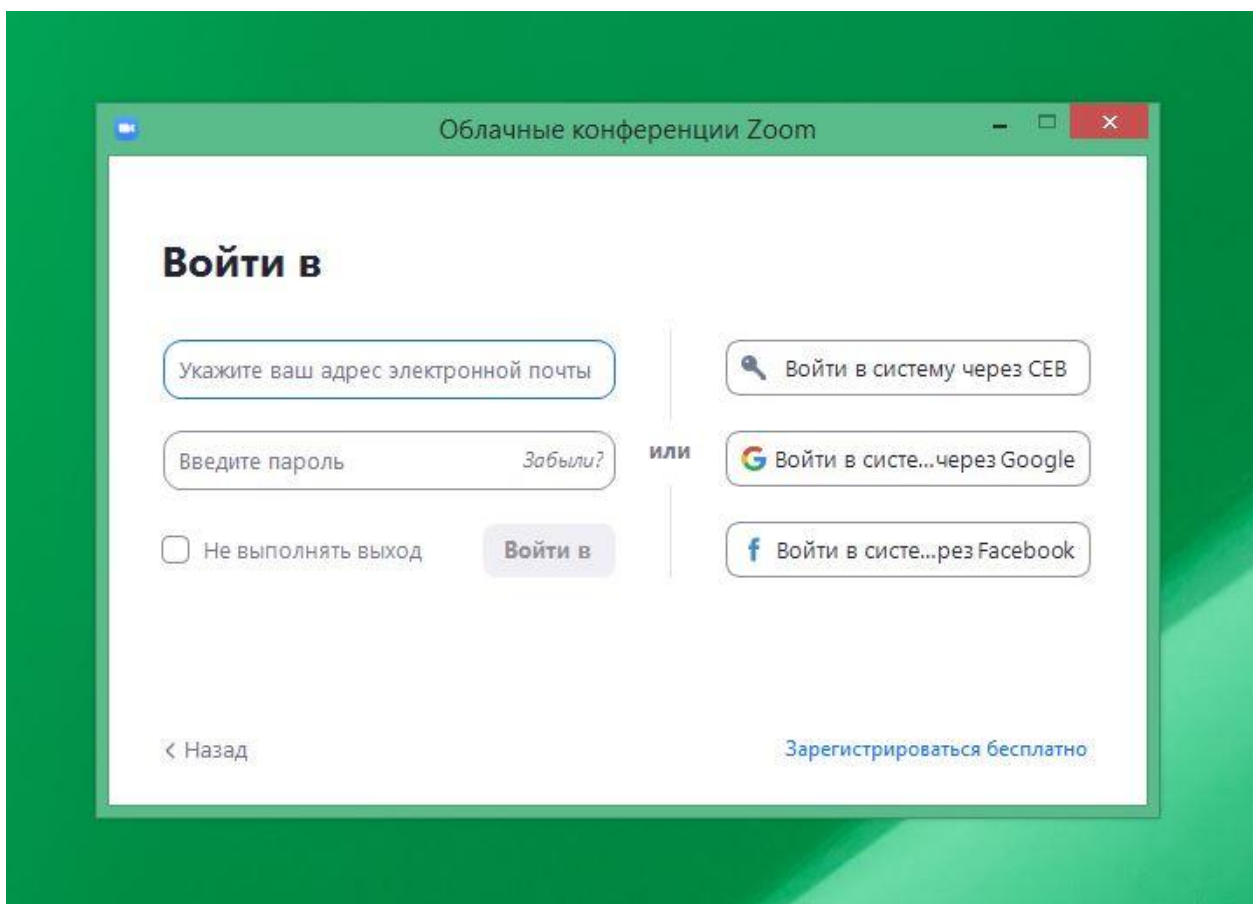 Облачные конференции Zoom
Войти в
Укажите ваш адрес электронной почты
Введите пароль
Забыли?
Не выполнять выход
Войти в
или
Войти в систему через СЕВ
Войти в систе...через Google
Войти в систе...рез Facebook
< Назад
Зарегистрироваться бесплатно